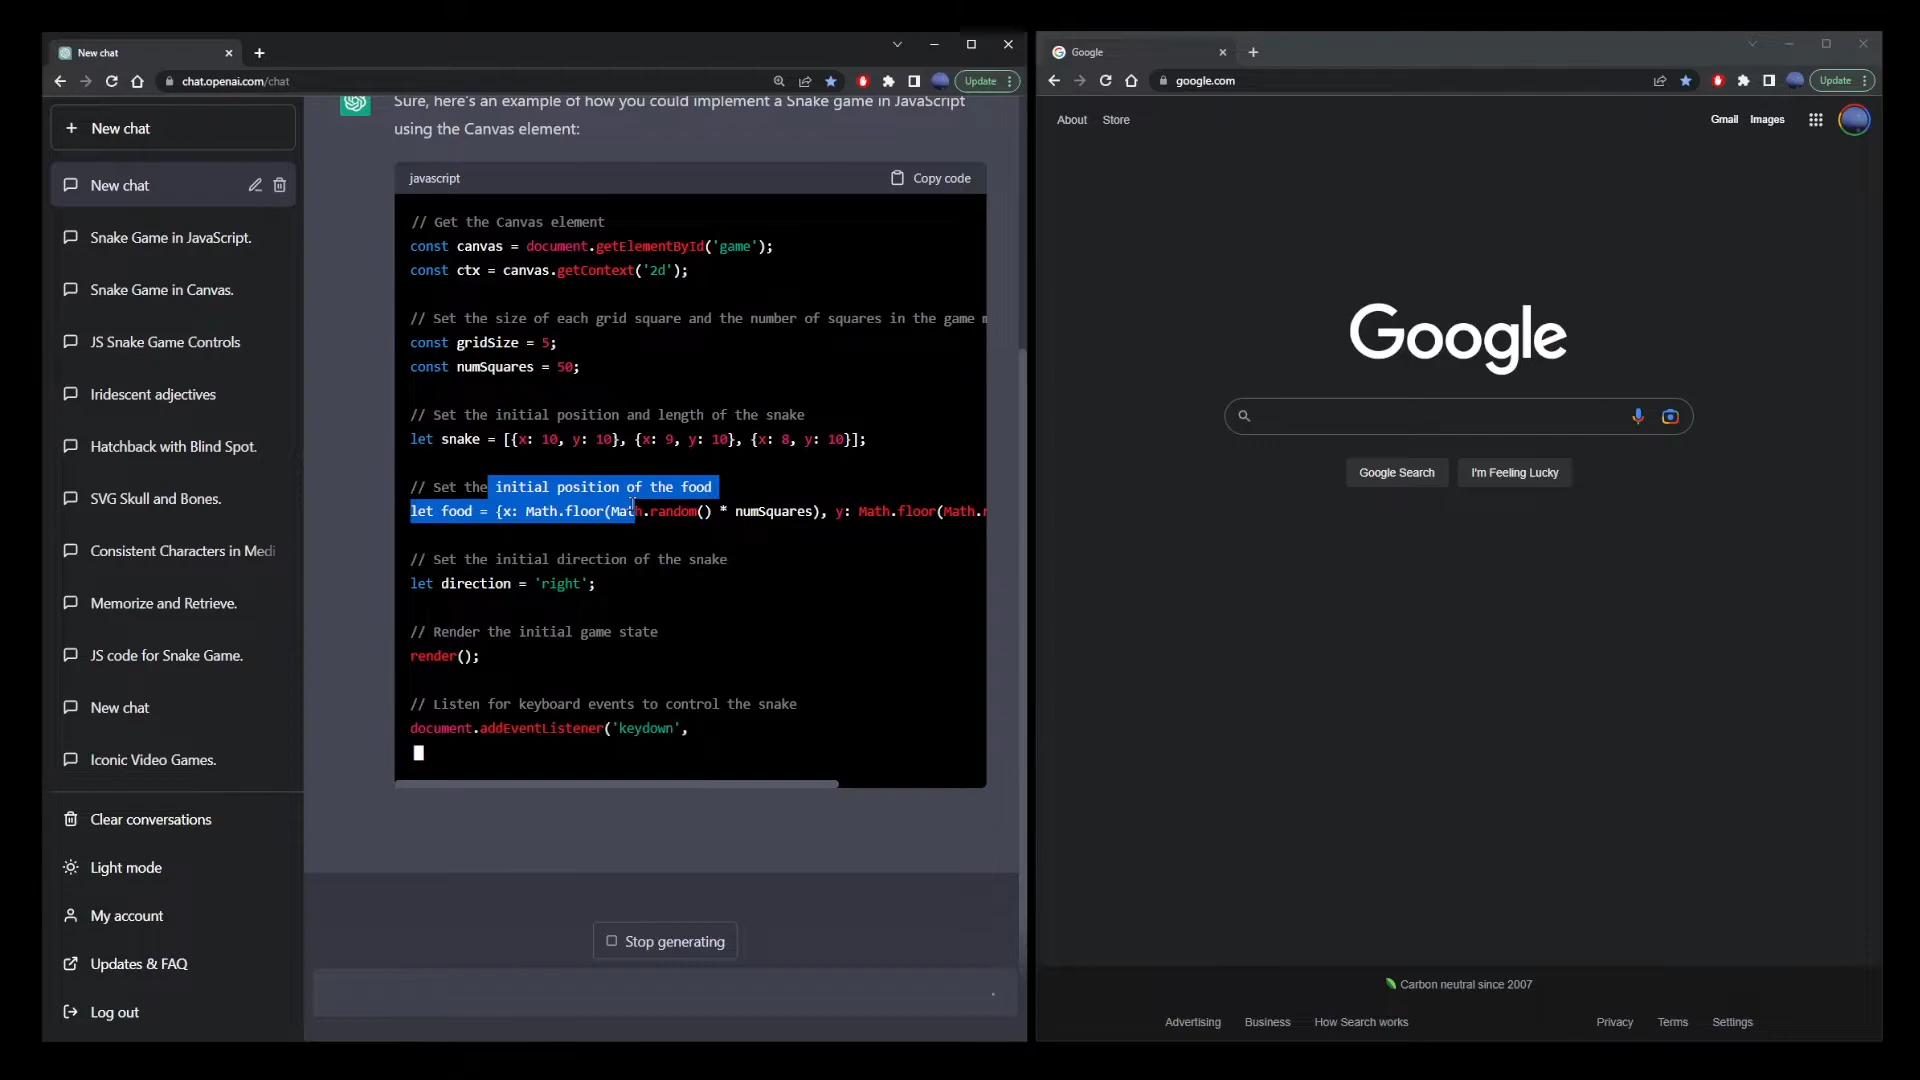 New chat
chat.openai.com/chat
Update
New chat
New chat
Snake Game in JavaScript.
Snake Game in Canvas.
JS Snake Game Controls
Iridescent adjectives
Hatchback with Blind Spot.
SVG Skull and Bones.
Consistent Characters in Medi
Memorize and Retrieve.
JS code for Snake Game.
New chat
Iconic Video Games.
Clear conversations
Light mode
My account
Updates & FAQ
Log out
Sure, here's an example of how you could implement a Snake game in JavaScript
using the Canvas element:
javascript
Copy code
// Get the Canvas element
const canvas = document.getElementById('game');
const ctx = canvas.getContext('2d');
// Set the size of each grid square and the number of squares in the game m
const gridSize = 5;
const numSquares = 50;
// Set the initial position and length of the snake
let snake = [{x: 10, y: 10}, {x: 9, y: 10}, {x: 8, y: 10}];
// Set the initial position of the food
let food = {x: Math.floor(Math.random() * numSquares), y: Math.floor(Math.r
// Set the initial direction of the snake
let direction = 'right';
// Render the initial game state
render();
// Listen for keyboard events to control the snake
document.addEventListener('keydown',
Stop generating
Google
google.com
Update
About Store
Gmail Images
Google
Google Search
I'm Feeling Lucky
Carbon neutral since 2007
Advertising Business How Search works
Privacy Terms Settings